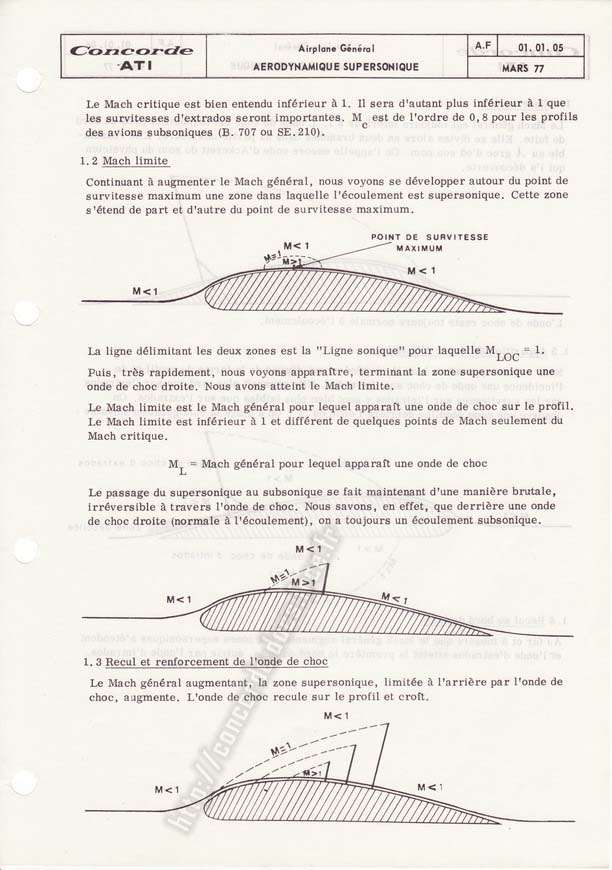 Concorde
ATI
Airplane Général
AERODYNAMIQUE SUPERSONIQUE
A.F
01. 01. 05
MARS 77
Le Mach critique est bien entendu inférieur à 1. Il sera d'autant plus inférieur à 1 que
les survitesses d'extrados seront importantes. Mc est de l'ordre de 0,8 pour les profils
des avions subsoniques (B. 707 ou SE. 210).
1. 2 Mach limite
Continuant à augmenter le Mach général, nous voyons se développer autour du point de
survitesse maximum une zone dans laquelle l'écoulement est supersonique. Cette zone
s'étend de part et d'autre du point de survitesse maximum.
POINT DE SURVITESSE
MAXIMUM
M< 1
M=1
M>1
M< 1
M<1
La ligne délimitant les deux zones est la "Ligne sonique" pour laquelle M LOC = 1.
Puis, très rapidement, nous voyons apparaître, terminant la zone supersonique une
onde de choc droite. Nous avons atteint le Mach limite.
Le Mach limite est le Mach général pour lequel apparaît une onde de choc sur le profil.
Le Mach limite est inférieur à 1 et différent de quelques points de Mach seulement du
Mach critique.
ML = Mach général pour lequel apparaît une onde de choc
Le passage du supersonique au subsonique se fait maintenant d'une manière brutale,
irréversible à travers l'onde de choc. Nous savons, en effet, que derrière une onde
de choc droite (normale à l'écoulement), on a toujours un écoulement subsonique.
M< 1
M=1
M>1
M <1
M<1
1. 3 Recul et renforcement de l'onde de choc
Le Mach général augmentant, la zone supersonique, limitée à l'arrière par l'onde de
choc, augmente. L'onde de choc recule sur le profil et croît.
M <1
M=1
M>1
M<1
M <1